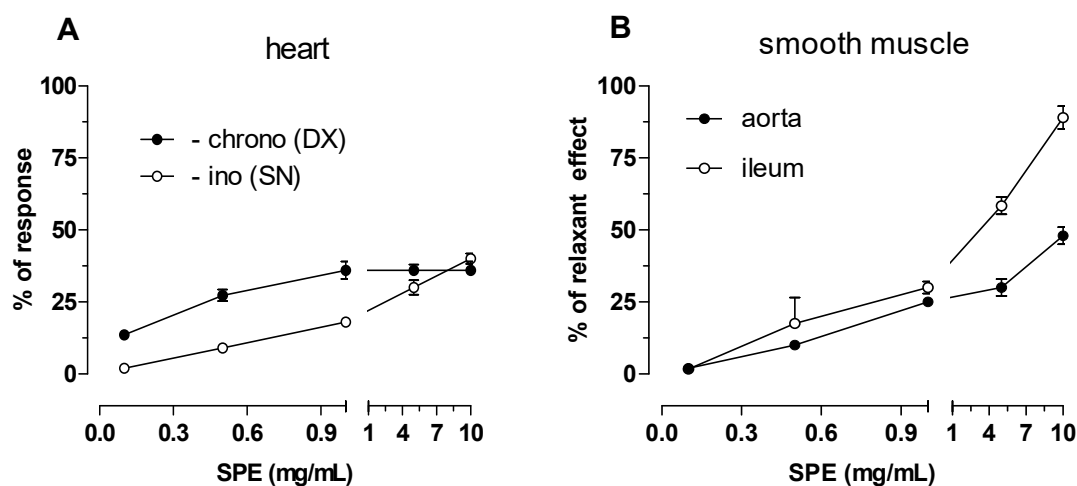 A
heart
% of response
100
75
50
25
0
- chrono (DX)
- ino (SN)
0.0 0.3 0.6 0.9 1 4 7 10
SPE (mg/mL)
B
smooth muscle
% of relaxant effect
100
75
50
25
0
aorta
ileum
0.0 0.3 0.6 0.9 1 4 7 10
SPE (mg/mL)